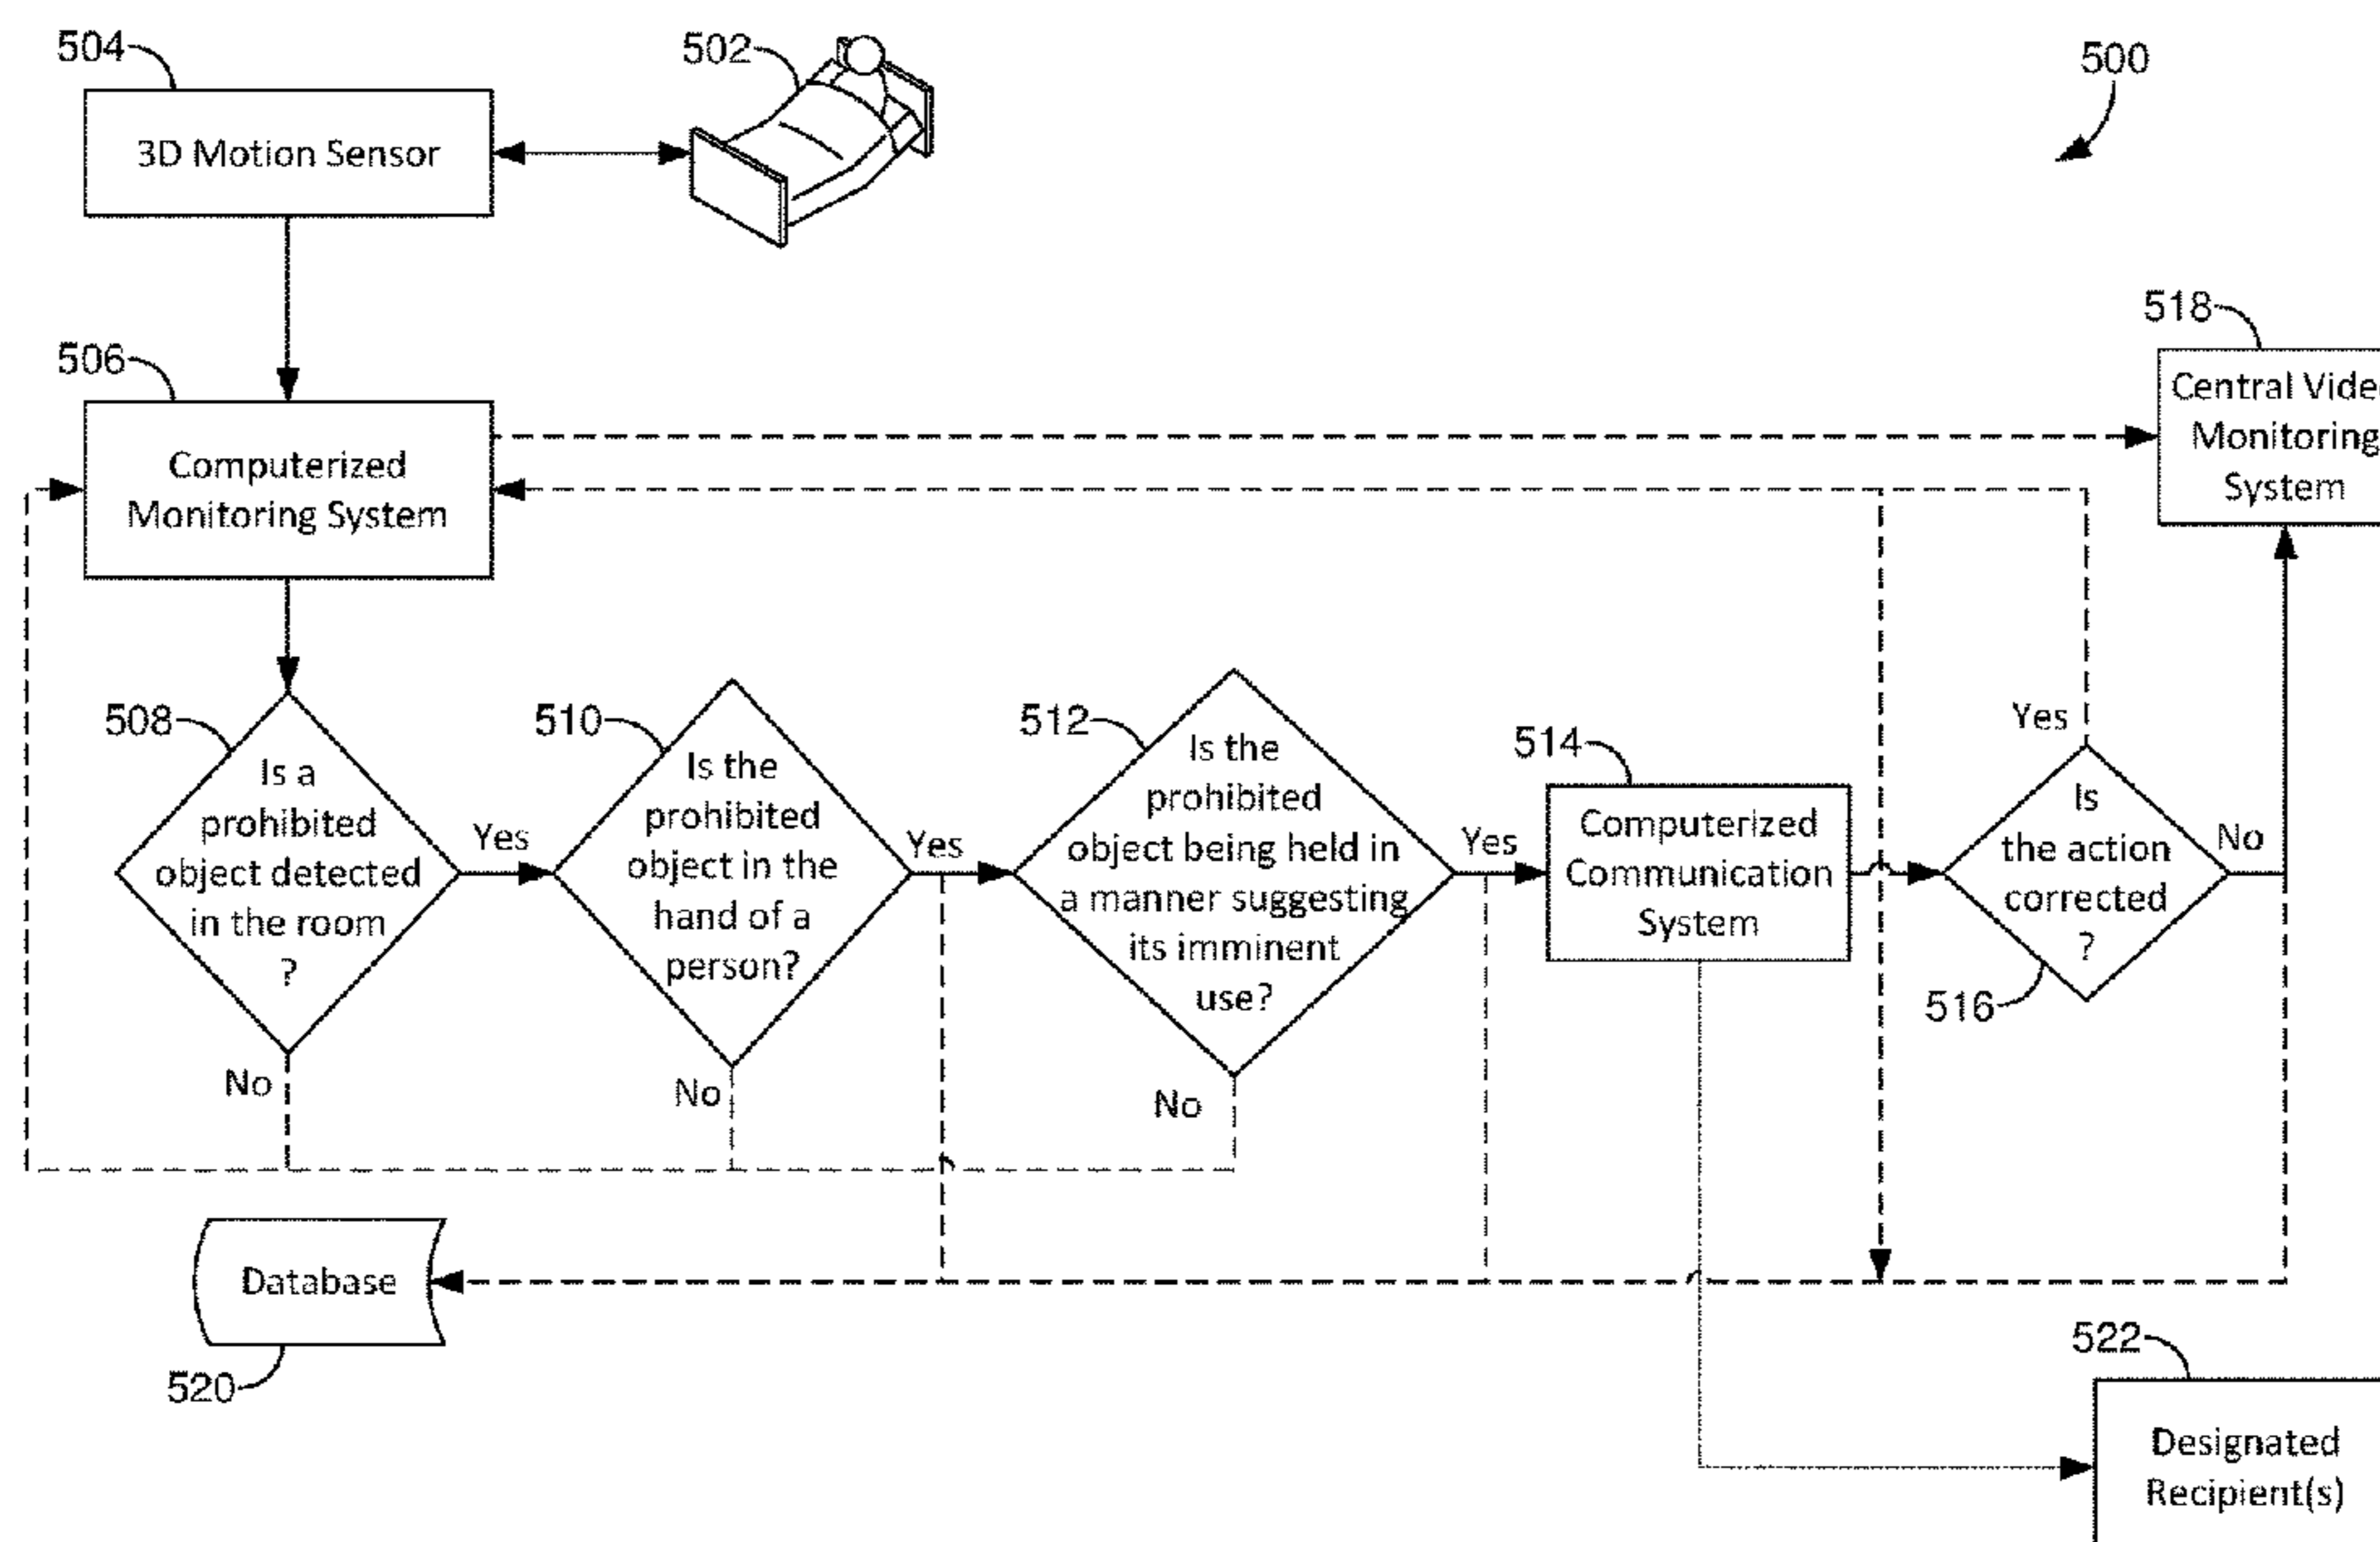 504
502
500
3D Motion Sensor
518
506
Central Vide
Monitoring
System
Computerized
Monitoring System
508
Is a
prohibited
object detected
in the room
?
Yes
No
510
Is the
prohibited
object in the
hand of a
person?
Yes
No
512
Is the
prohibited
object being held in
a manner suggesting
its imminent
use?
Yes
No
514
Computerized
Communication
System
Yes
Is
the action
corrected
?
No
516
Database
520
522
Designated
Recipient(s)